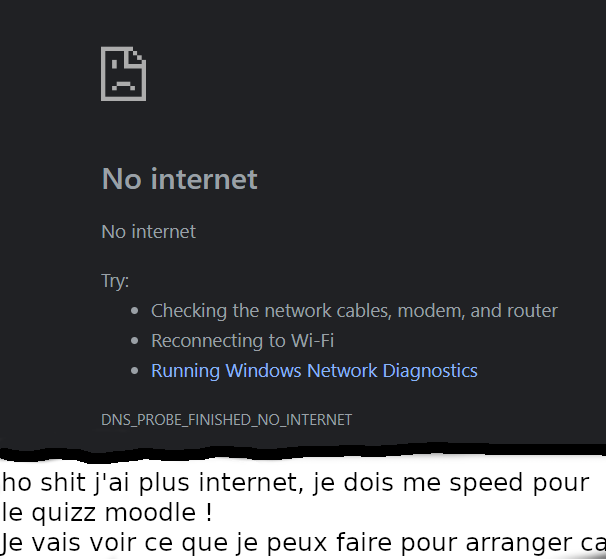 No internet
No internet
Try:
• Checking the network cables, modem, and router
• Reconnecting to Wi-Fi
• Running Windows Network Diagnostics
DNS_PROBE_FINISHED_NO_INTERNET
ho shit j'ai plus internet, je dois me speed pour
le quizz moodle !
Je vais voir ce que je peux faire pour arranger ca